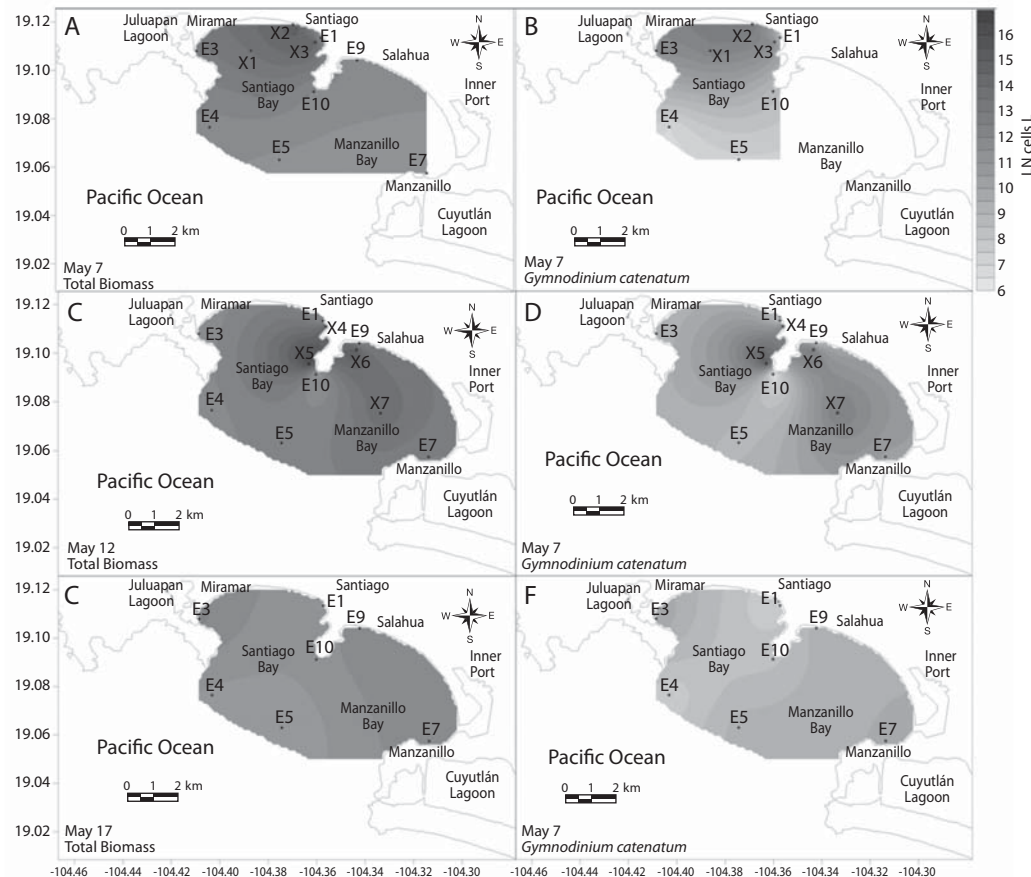 19.12
19.10
19.08
19.06
19.04
19.02
A
Juluapan
Lagoon
Miramar
Santiago
X2
E1
E3
X3
E9
X1
Salahua
N
W E
S
Santiago
Bay
E10
Inner
Port
E4
E5
Manzanillo
Bay
E7
Manzanillo
Pacific Ocean
Cuyutlán
Lagoon
0 1 2 km
May 7
Total Biomass
B
Juluapan
Lagoon
Miramar
Santiago
X2
E1
E3
X3
X1
Salahua
N
W E
S
Santiago
Bay
E10
Inner
Port
E4
E5
Manzanillo
Bay
Manzanillo
Pacific Ocean
Cuyutlán
Lagoon
0 1 2 km
May 7
Gymnodinium catenatum
16
15
14
13
12
11
10
9
8
7
6
LN cells L
19.12
19.10
19.08
19.06
19.04
19.02
C
Juluapan
Lagoon
Miramar
Santiago
E1
X4
E9
E3
Salahua
N
W E
S
X5
X6
Santiago
Bay
E10
Inner
Port
E4
X7
E5
Manzanillo
Bay
E7
Manzanillo
Pacific Ocean
Cuyutlán
Lagoon
0 1 2 km
May 12
Total Biomass
D
Juluapan
Lagoon
Miramar
Santiago
E1
X4
E9
E3
Salahua
N
W E
S
X5
X6
Santiago
Bay
E10
Inner
Port
E4
X7
E5
Manzanillo
Bay
E7
Manzanillo
Pacific Ocean
Cuyutlán
Lagoon
0 1 2 km
May 7
Gymnodinium catenatum
19.12
19.10
19.08
19.06
19.04
19.02
C
Juluapan
Lagoon
Miramar
Santiago
E1
E3
E9
Salahua
N
W E
S
Santiago
Bay
E10
Inner
Port
E4
E5
Manzanillo
Bay
E7
Manzanillo
Pacific Ocean
Cuyutlán
Lagoon
0 1 2 km
May 17
Total Biomass
F
Juluapan
Lagoon
Miramar
Santiago
E1
E3
E9
Salahua
N
W E
S
Santiago
Bay
E10
Inner
Port
E4
E5
Manzanillo
Bay
E7
Manzanillo
Pacific Ocean
Cuyutlán
Lagoon
0 1 2 km
May 7
Gymnodinium catenatum
-104.46 -104.44 -104.42 -104.40 -104.38 -104.36 -104.34 -104.32 -104.30
-104.46 -104.44 -104.42 -104.40 -104.38 -104.36 -104.34 -104.32 -104.30